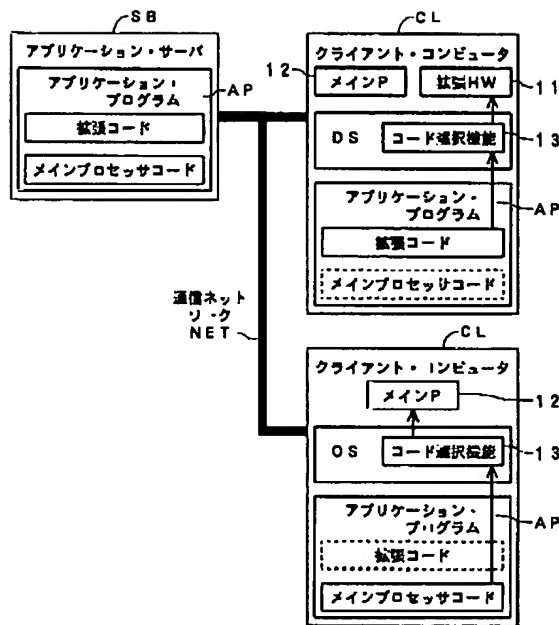 SB
アプリケーション・サーバ
アプリケーション・
プログラム
AP
拡張コード
メインプロセッサコード
通信ネット
ワーク
NET
CL
クライアント・コンピュータ
12
メインP
拡張HW
11
DS
コード選択機能
13
アプリケーション・
プログラム
AP
拡張コード
メインプロセッサコード
CL
クライアント・コンピュータ
メインP
12
OS
コード選択機能
13
アプリケーション・
プログラム
AP
拡張コード
メインプロセッサコード